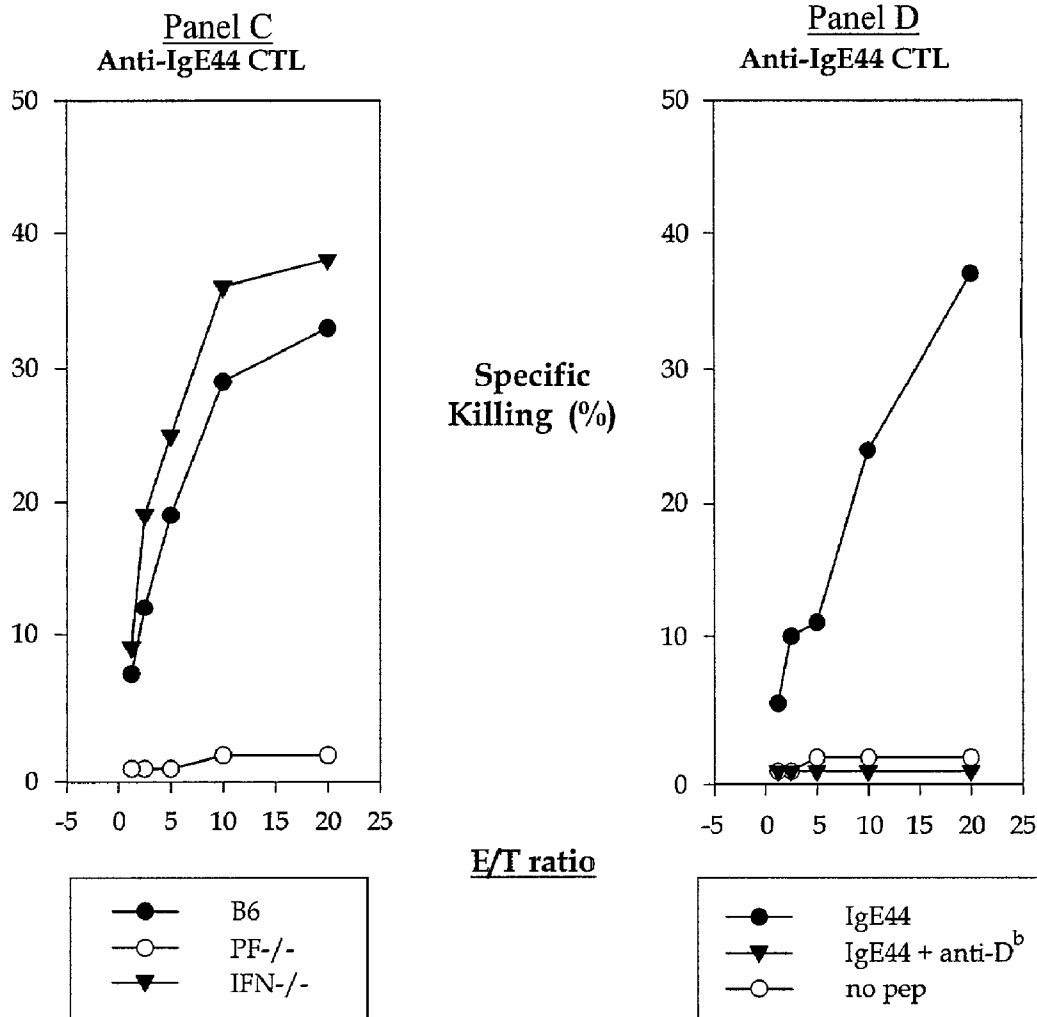 Panel C
Anti-IgE44 CTL
50
40
30
20
10
0
-5 0 5 10 15 20 25
B6
PF-/-
IFN-/-
Specific
Killing (%)
E/T ratio
Panel D
Anti-IgE44 CTL
50
40
30
20
10
0
-5 0 5 10 15 20 25
IgE44
IgE44 + anti-D^b
no pep